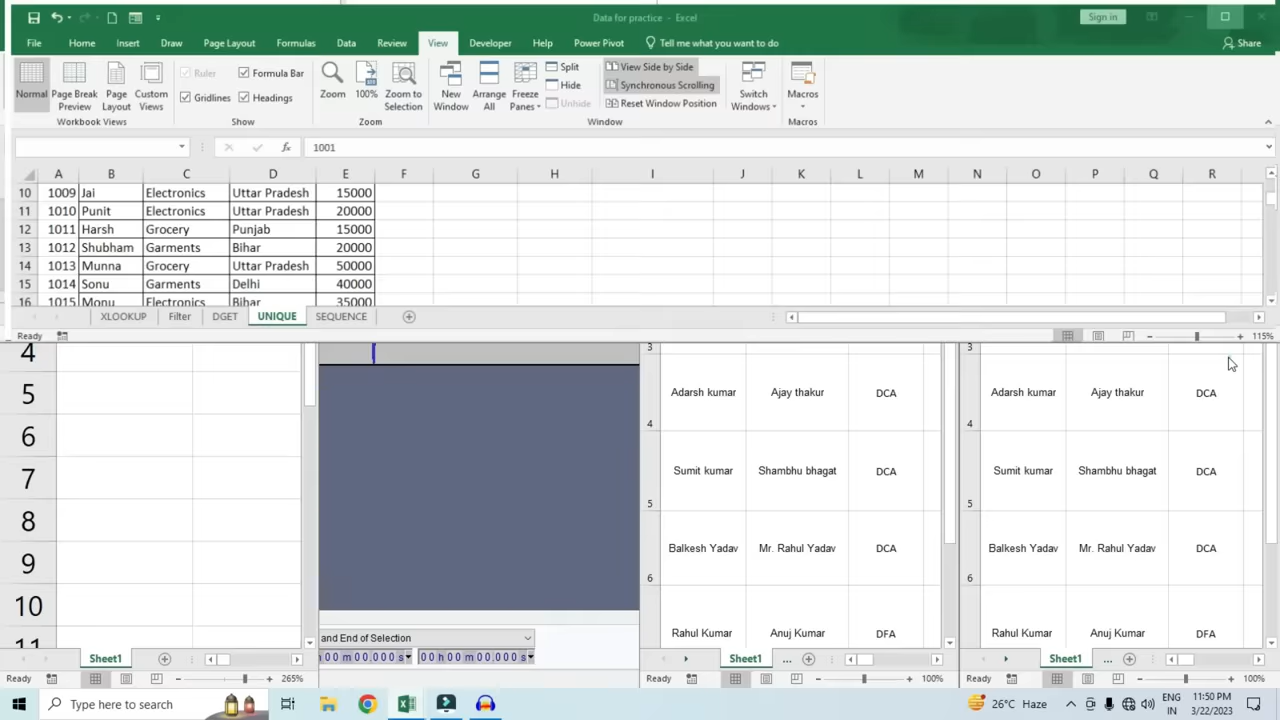 Data for practice - Excel
Sign in
File Home Insert Draw Page Layout Formulas Data Review View Developer Help Power Pivot Tell me what you want to do Share
Normal
Page Break Preview
Page Layout
Custom Views
Workbook Views
Ruler Formula Bar
Gridlines Headings
Show
Zoom
100%
Zoom to Selection
Zoom
New Window
Arrange All
Freeze Panes
Split
Hide
Unhide
View Side by Side
Synchronous Scrolling
Reset Window Position
Window
Switch Windows
Macros
Macros
fx 1001
A B C D E F G H I J K L M N O P Q R
10 1009 Jai Electronics Uttar Pradesh 15000
11 1010 Punit Electronics Uttar Pradesh 20000
12 1011 Harsh Grocery Punjab 15000
13 1012 Shubham Garments Bihar 20000
14 1013 Munna Grocery Uttar Pradesh 50000
15 1014 Sonu Garments Delhi 40000
16 1015 Monu Electronics Bihar 35000
XLOOKUP Filter DGET UNIQUE SEQUENCE
Ready 115%
4
5
6
7
8
9
10
11
Sheet1
Ready 265%
and End of Selection
00 m 00,000 s 00 h 00 m 00,000 s
3
Adarsh kumar Ajay thakur DCA
4
Sumit kumar Shambhu bhagat DCA
5
Balkesh Yadav Mr. Rahul Yadav DCA
6
Rahul Kumar Anuj Kumar DFA
Sheet1 ...
Ready 100%
3
Adarsh kumar Ajay thakur DCA
4
Sumit kumar Shambhu bhagat DCA
5
Balkesh Yadav Mr. Rahul Yadav DCA
6
Rahul Kumar Anuj Kumar DFA
Sheet1 ...
Ready 100%
Type here to search
26°C Haze
ENG
IN
11:50 PM
3/22/2023